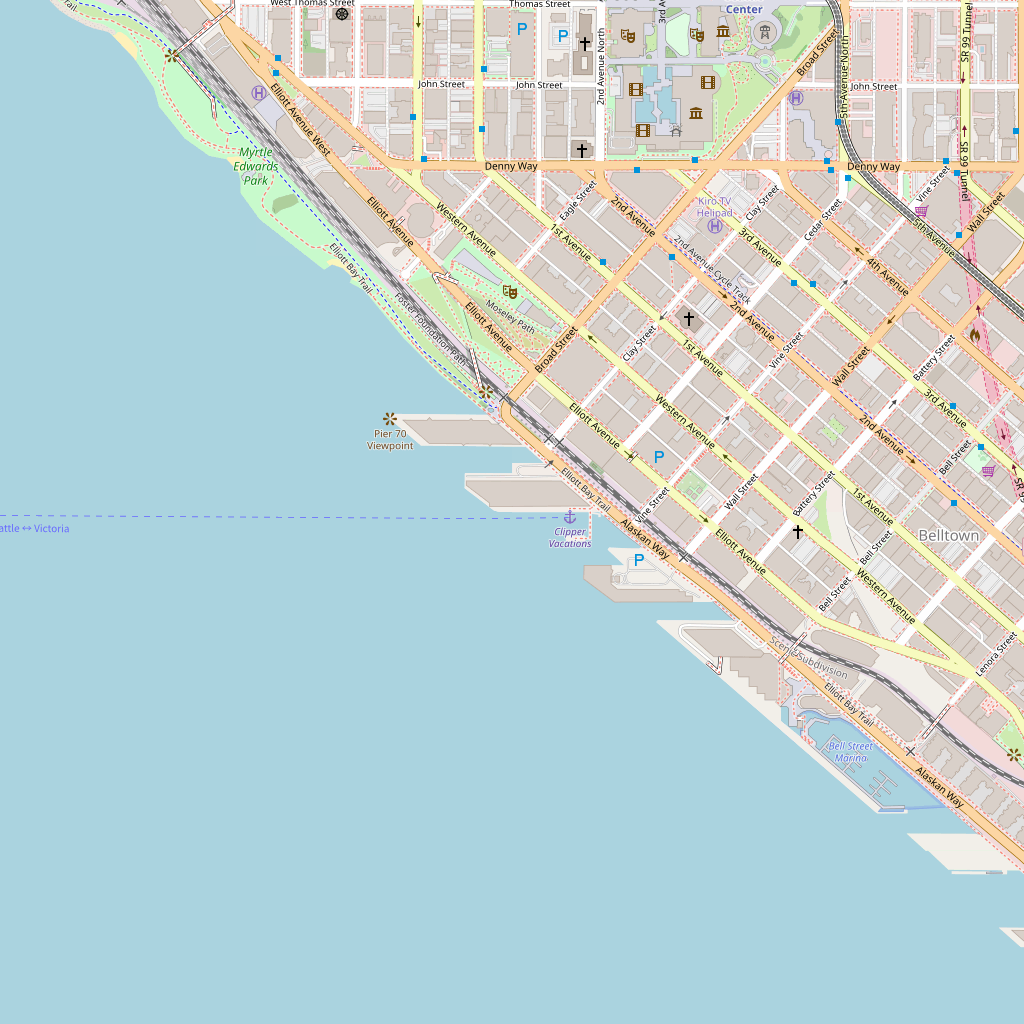 West Thomas Street
Thomas Street
Center
3rd A
Trail
2nd Avenue North
Broad Street
5th Avenue North
SR 99 Tunnel
John Street
John Street
John Street
Elliott Avenue West
Myrtle
Edwards
Park
Denny Way
Denny Way
SR 99 Tunnel
Vine Street
Wall Street
Elliott Avenue
Western Avenue
Eagle Street
2nd Avenue
Kiro TV
Helipad
Clay Street
Cedar Street
5th Avenue
1st Avenue
3rd Avenue
2nd Avenue Cycle Track
4th Avenue
Elliott Bay Trail
Foster Foundation Path
Moseley Path
Elliott Avenue
Broad Street
Clay Street
1st Avenue
2nd Avenue
Vine Street
Wall Street
Battery Street
3rd Avenue
Pier 70
Viewpoint
Elliott Avenue
Western Avenue
2nd Avenue
Bell Street
SR
Elliott Bay Trail
Vine Street
Wall Street
Battery Street
1st Avenue
attle ↔ Victoria
Clipper
Vacations
Alaskan Way
Elliott Avenue
Bell Street
Belltown
Bell Street
Western Avenue
Scenic Subdivision
Lenora Street
Elliott Bay Trail
Bell Street
Marina
Alaskan Way